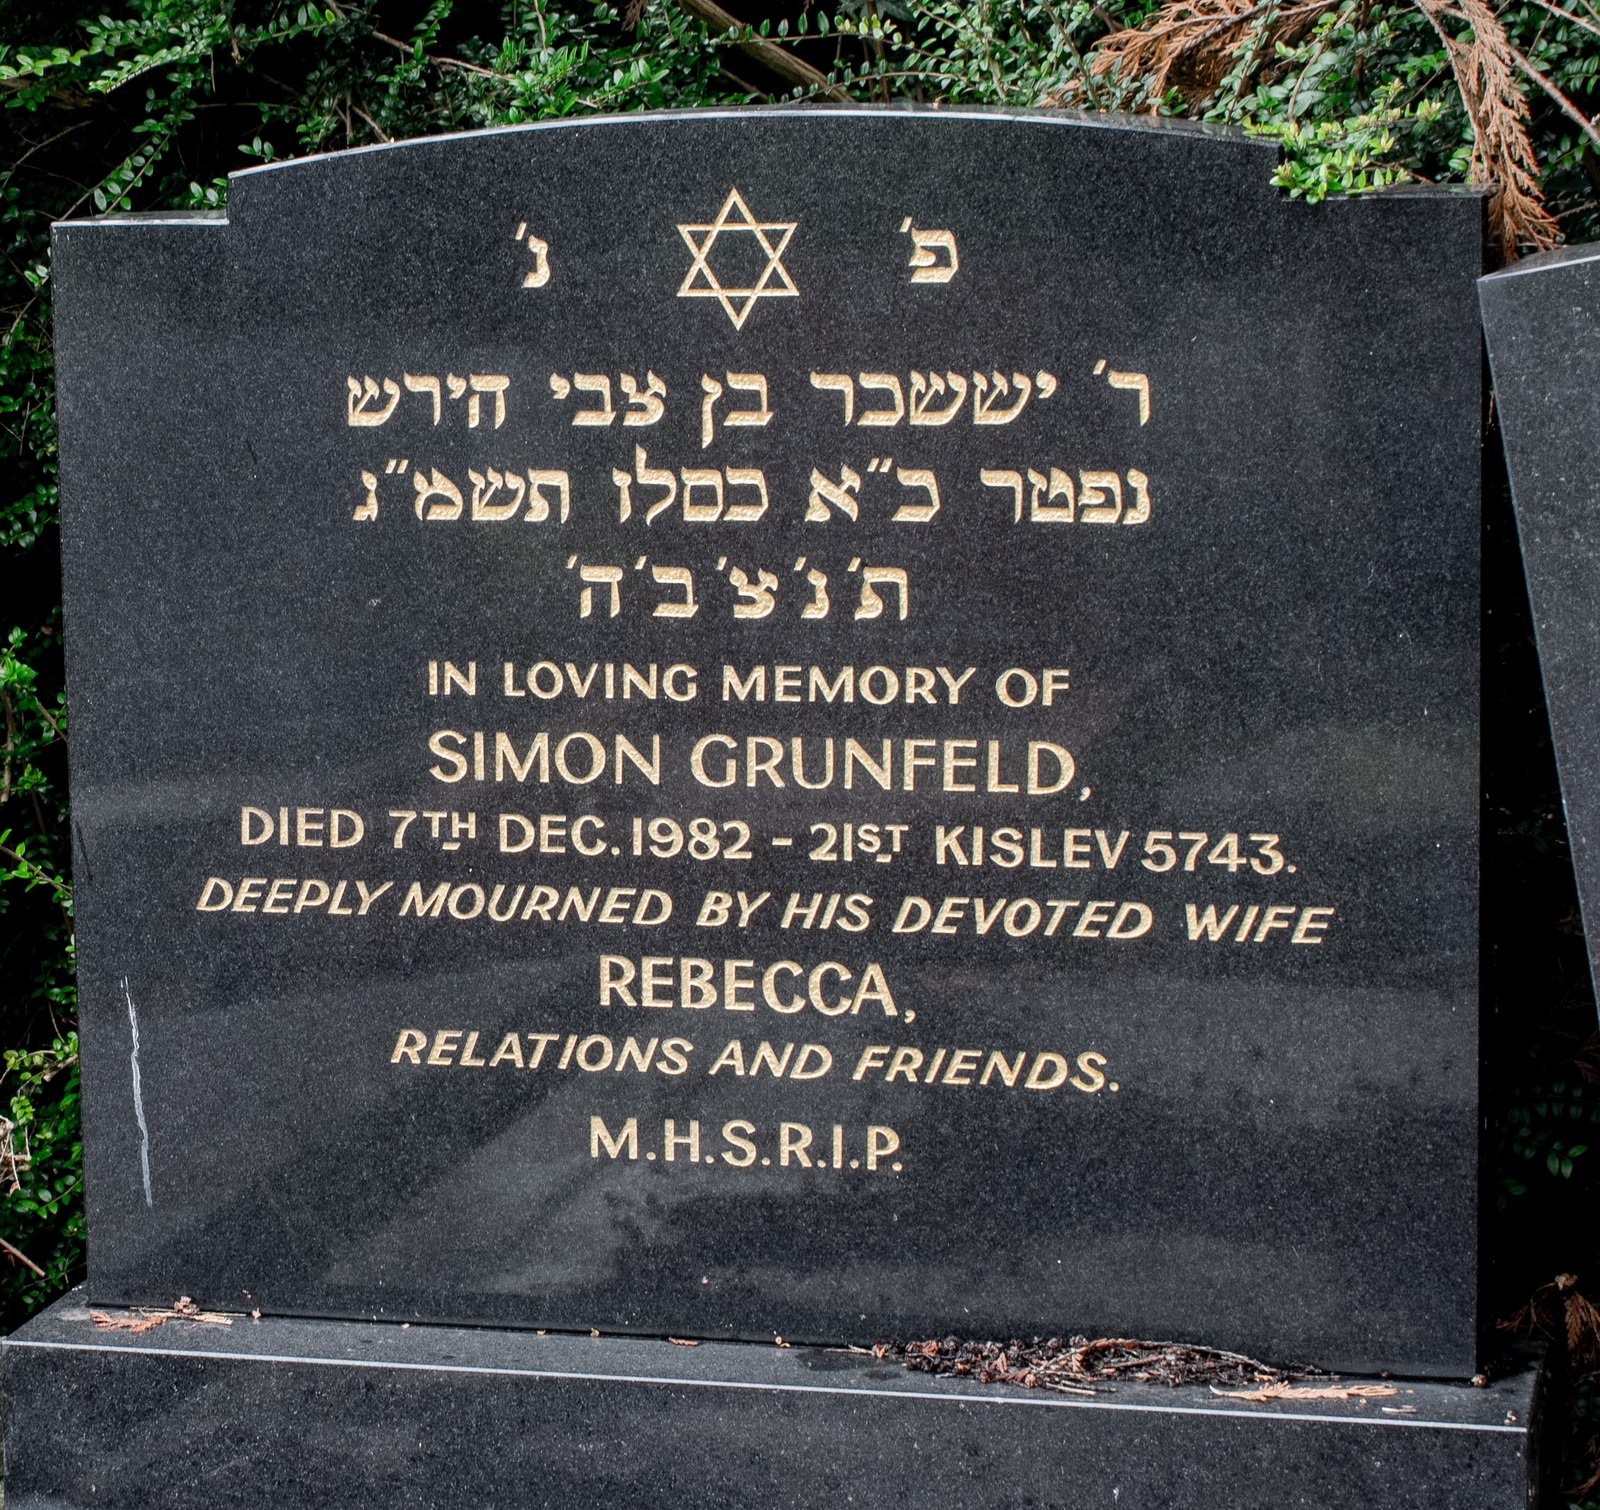 פ' נ'
ר' יששכר בן צבי הירש
נפטר כ"א כסלו תשמ"ג
ת'נ'צ'ב'ה'
IN LOVING MEMORY OF
SIMON GRUNFELD,
DIED 7TH DEC. 1982 - 21ST KISLEV 5743.
DEEPLY MOURNED BY HIS DEVOTED WIFE
REBECCA,
RELATIONS AND FRIENDS.
M.H.S.R.I.P.